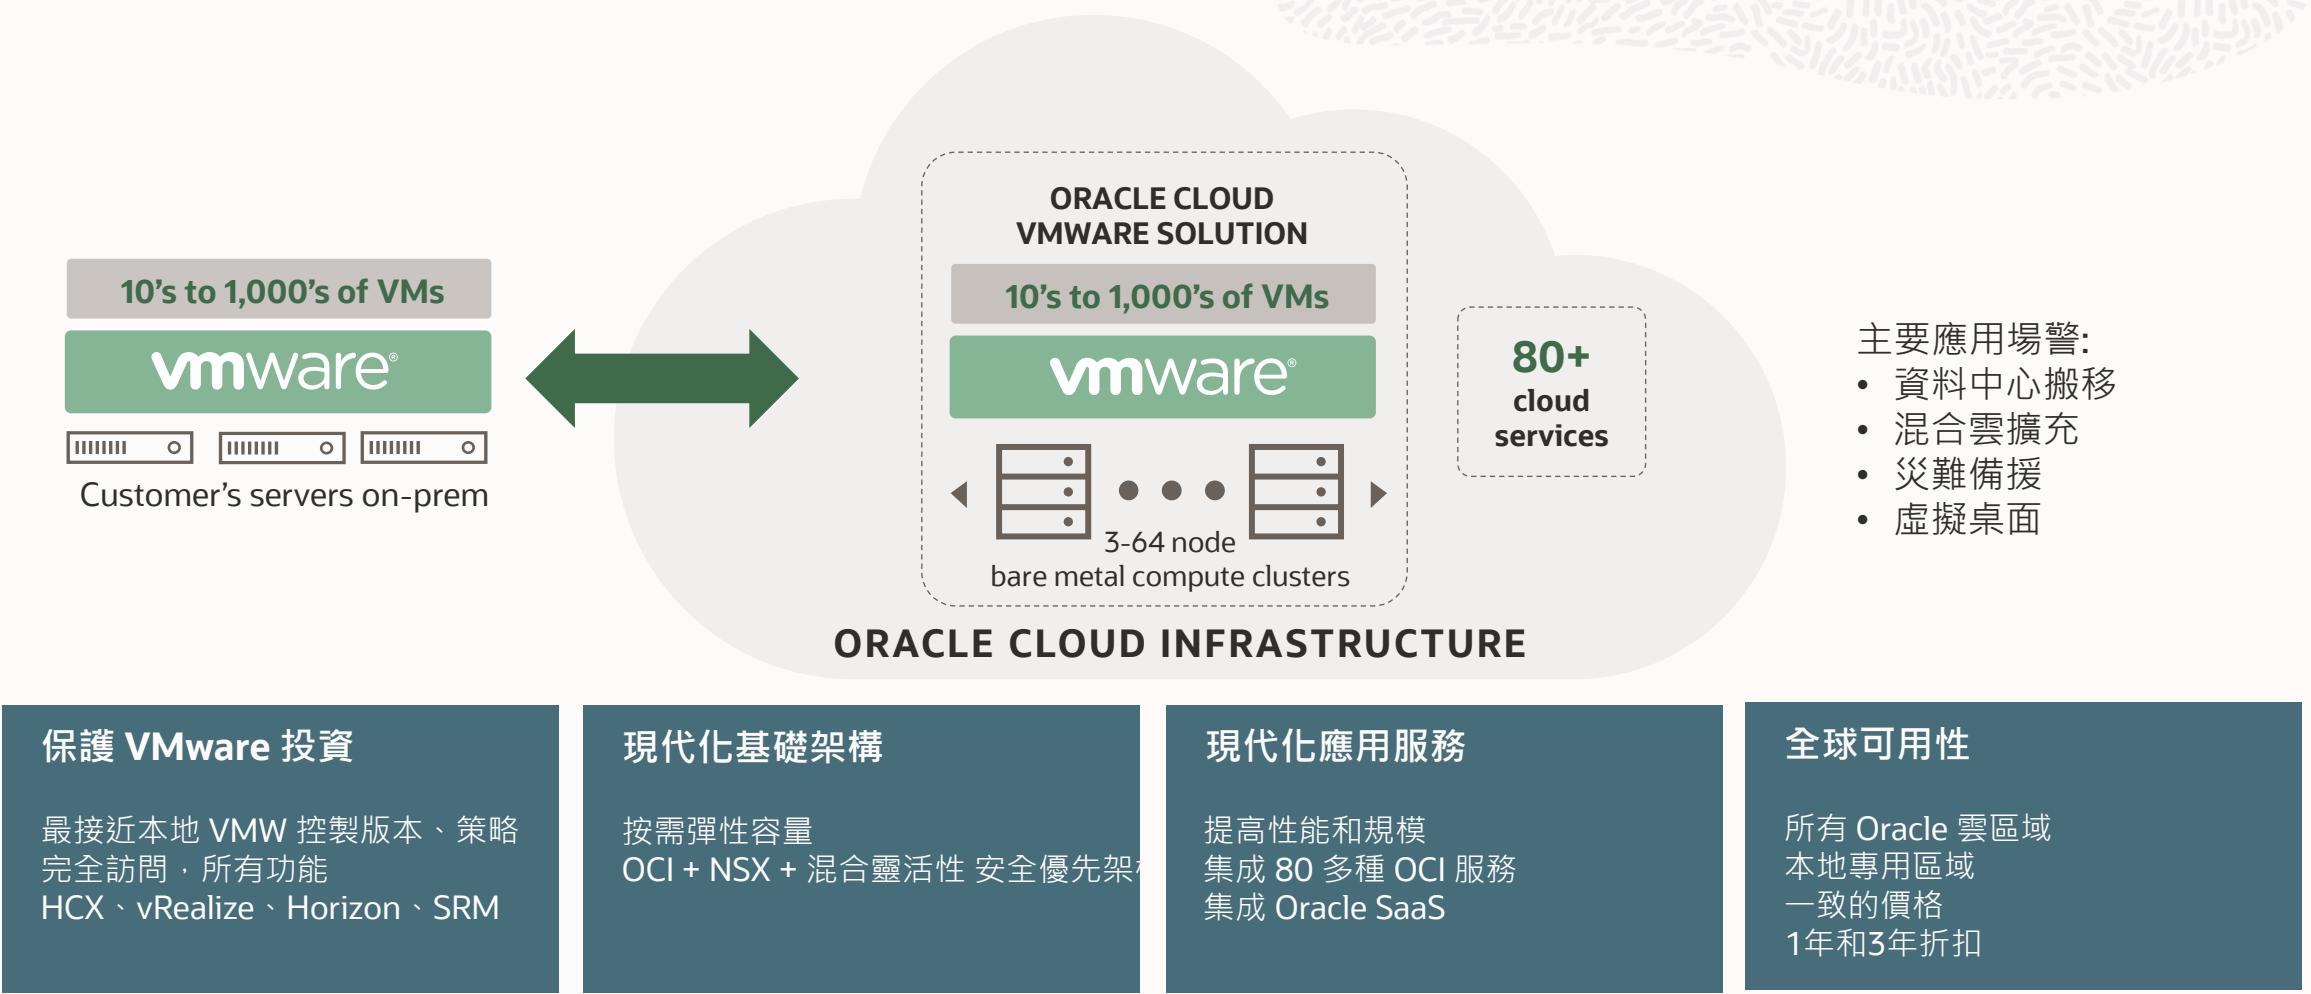 ORACLE CLOUD
VMWARE SOLUTION
10's to 1,000's of VMs
vmware®
Customer's servers on-prem
10's to 1,000's of VMs
vmware®
3-64 node
bare metal compute clusters
80+
cloud
services
ORACLE CLOUD INFRASTRUCTURE
主要應用場警:
• 資料中心搬移
• 混合雲擴充
• 災難備援
• 虛擬桌面
保護 VMware 投資
最接近本地 VMW 控製版本、策略
完全訪問，所有功能
HCX、vRealize、Horizon、SRM
現代化基礎架構
按需彈性容量
OCI + NSX + 混合靈活性 安全優先架
現代化應用服務
提高性能和規模
集成 80 多種 OCI 服務
集成 Oracle SaaS
全球可用性
所有 Oracle 雲區域
本地專用區域
一致的價格
1年和3年折扣